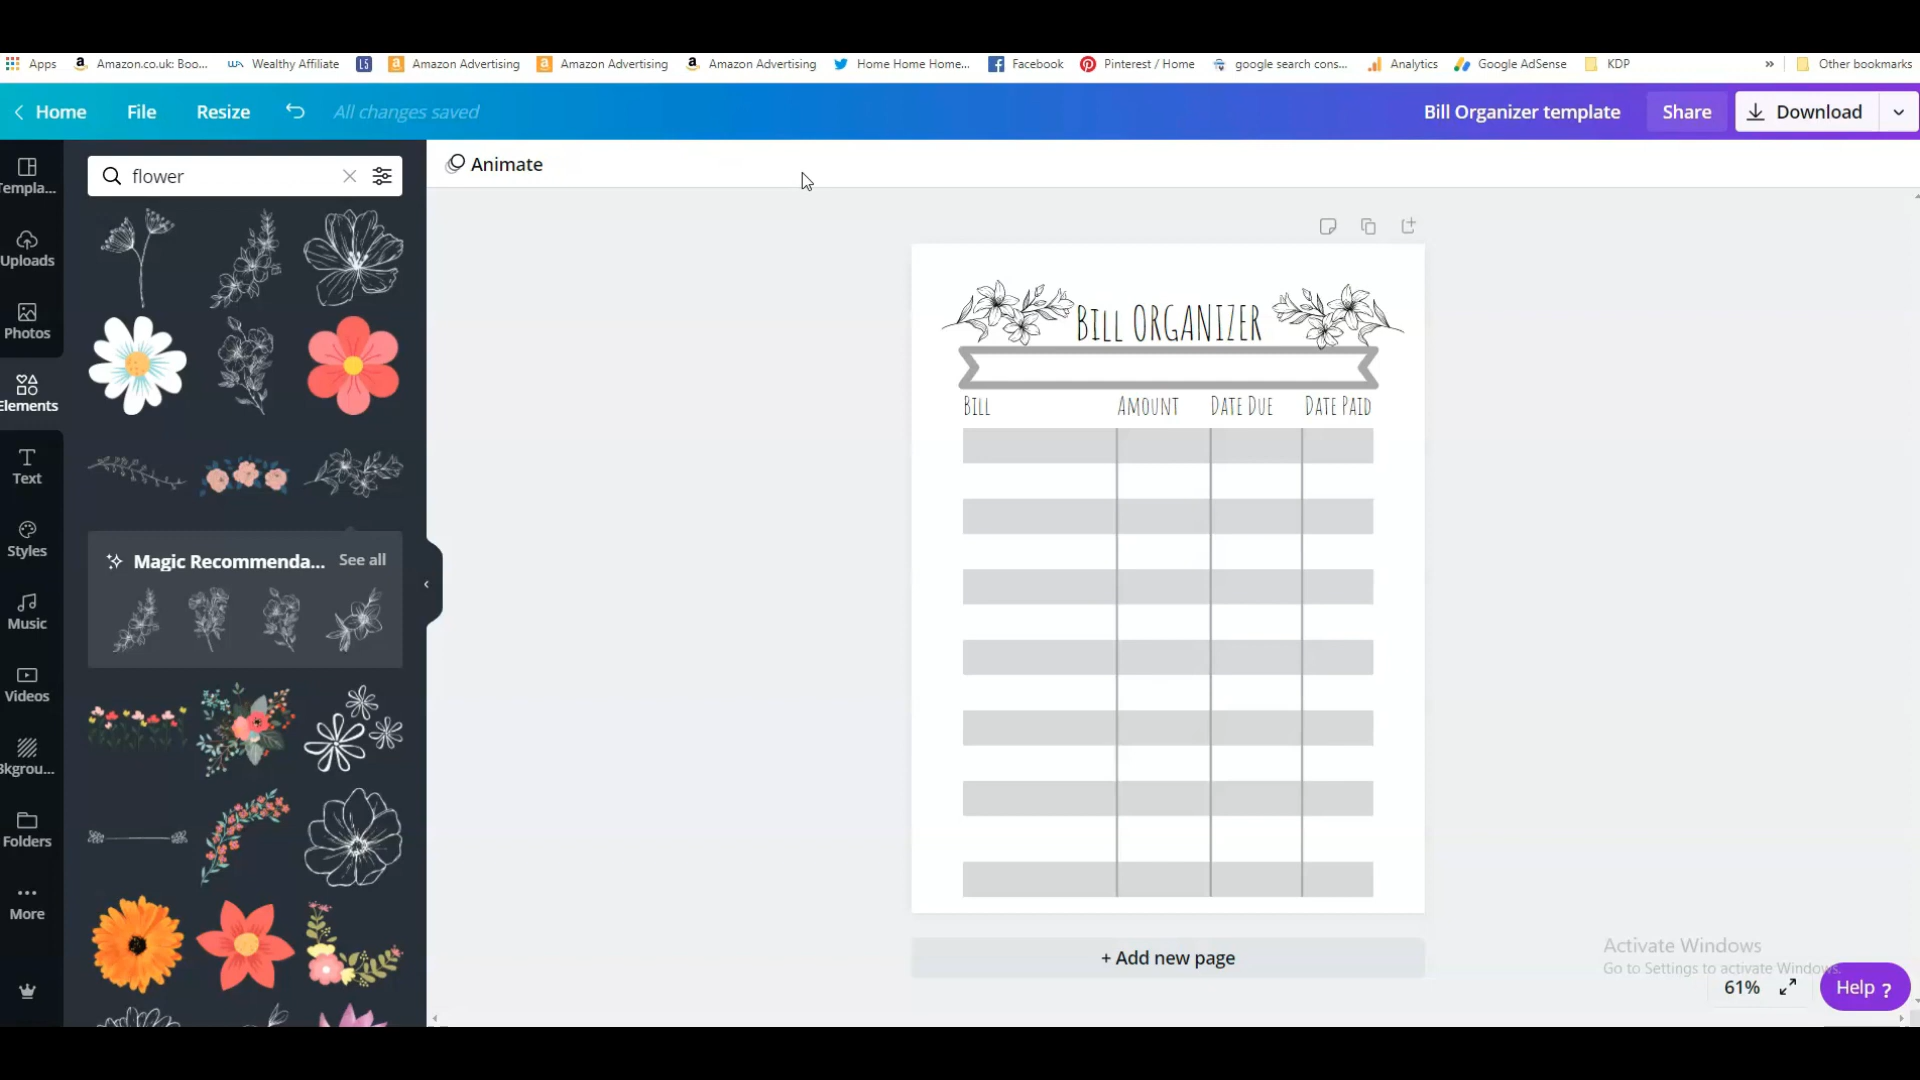 Apps Amazon.co.uk: Boo... Wealthy Affiliate Amazon Advertising Amazon Advertising Amazon Advertising Home Home Home... Facebook Pinterest / Home google search cons... Analytics Google AdSense KDP » Other bookmarks
Home File Resize All changes saved Bill Organizer template Share Download
Templa...
Uploads
Photos
Elements
Text
Styles
Music
Videos
Bkgrou...
Folders
More
flower
Magic Recommenda... See all
Animate
BILL ORGANIZER
BILL AMOUNT DATE DUE DATE PAID
+ Add new page
Activate Windows
Go to Settings to activate Windows.
61% Help ?